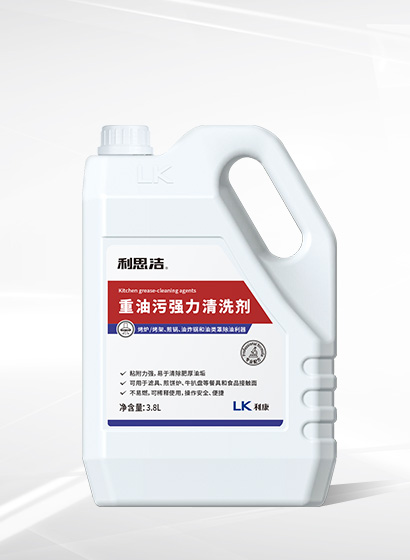 LK
利思洁
Kitchen grease-cleaning agents
重油污强力清洗剂
烤炉/烤架、煎锅、油炸锅和油类罩除油利器
粘附力强，易于清除肥厚油垢
可用于滤具、煎饼炉、牛扒盘等餐具和食品接触面
不易燃，可稀释使用，操作安全、便捷
净含量：3.8L
LK 利康